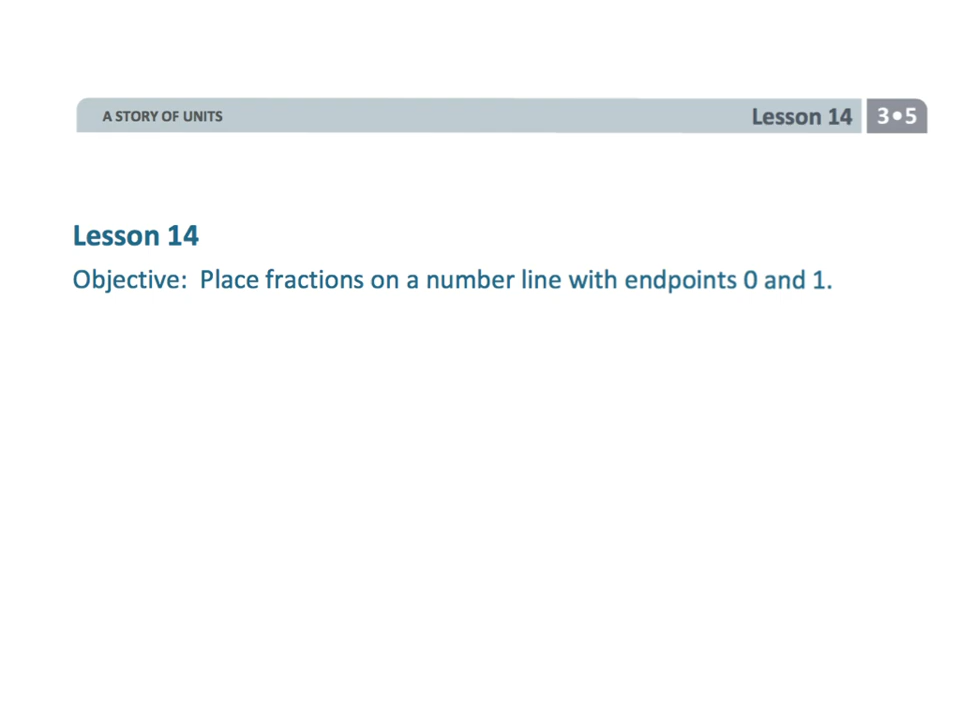 A STORY OF UNITS
Lesson 14
3•5
Lesson 14
Objective: Place fractions on a number line with endpoints 0 and 1.